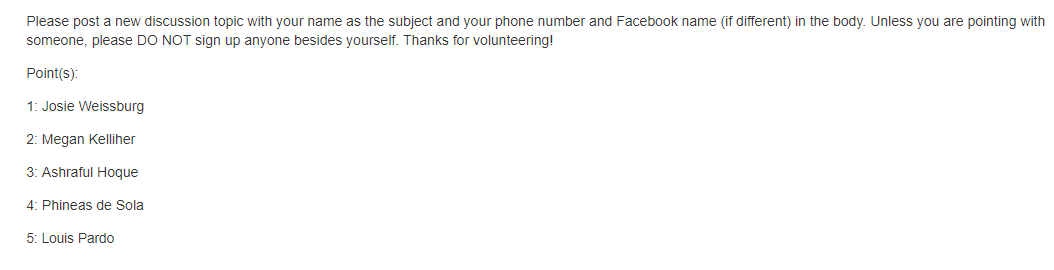 Please post a new discussion topic with your name as the subject and your phone number and Facebook name (if different) in the body. Unless you are pointing with
someone, please DO NOT sign up anyone besides yourself. Thanks for volunteering!
Point(s):
1: Josie Weissburg
2: Megan Kelliher
3: Ashraful Hoque
4: Phineas de Sola
5: Louis Pardo